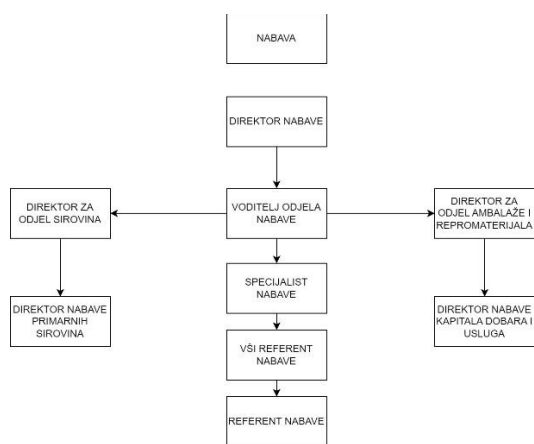 NABAVA
DIREKTOR NABAVE
DIREKTOR ZA
ODJEL SIROVINA
VODITELJ ODJELA
NABAVE
DIREKTOR ZA
ODJEL AMBALAŽE I
REPROMATERIJALA
SPECIJALIST
NABAVE
DIREKTOR NABAVE
PRIMARNIH
SIROVINA
DIREKTOR NABAVE
KAPITALA DOBARA I
USLUGA
VŠI REFERENT
NABAVE
REFERENT NABAVE